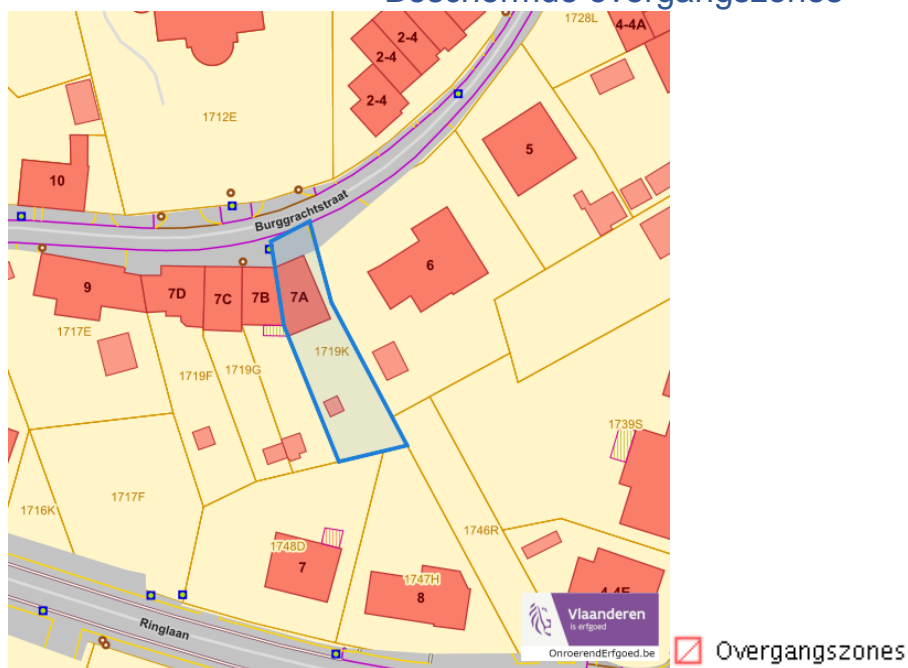 Beschermde overgangszones
1728L
4-4A
2-4
2-4
2-4
1712E
5
10
Burggrachtstraat
6
9
7D
7C
7B
7A
1717E
1719K
1719F
1719G
1739S
1717F
1716K
1746R
1748D
7
1747H
8
4-4E
Ringlaan
Vlaanderen
is erfgoed
OnroerendErfgoed.be
Overgangszones